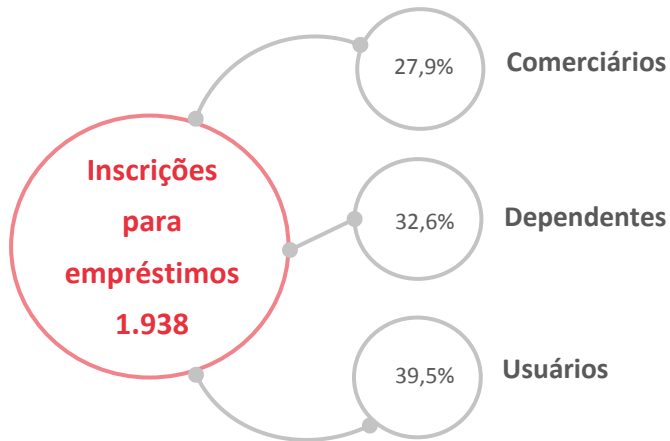 Inscrições
para
empréstimos
1.938
27,9%
Comerciários
32,6%
Dependentes
39,5%
Usuários